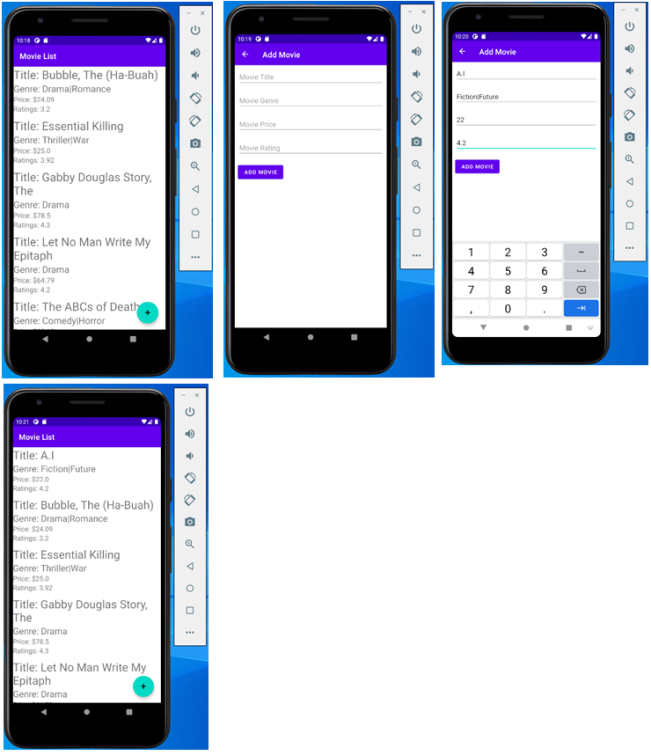 10:18
Movie List
Title: Bubble, The (Ha-Buah)
Genre: Drama|Romance
Price: $24.09
Ratings: 3.2
Title: Essential Killing
Genre: Thriller|War
Price: $25.0
Ratings: 3.92
Title: Gabby Douglas Story,
The
Genre: Drama
Price: $78.5
Ratings: 4.3
Title: Let No Man Write My
Epitaph
Genre: Drama
Price: $64.79
Ratings: 4.2
Title: The ABCs of Death
Genre: Comedy|Horror
+
10:19
Add Movie
Movie Title
Movie Genre
Movie Price
Movie Rating
ADD MOVIE
10:20
Add Movie
A.I
Fiction|Future
22
4.2
ADD MOVIE
1 2 3 -
4 5 6
7 8 9
, 0 .
10:21
Movie List
Title: A.I
Genre: Fiction|Future
Price: $22.0
Ratings: 4.2
Title: Bubble, The (Ha-Buah)
Genre: Drama|Romance
Price: $24.09
Ratings: 3.2
Title: Essential Killing
Genre: Thriller|War
Price: $25.0
Ratings: 3.92
Title: Gabby Douglas Story,
The
Genre: Drama
Price: $78.5
Ratings: 4.3
Title: Let No Man Write My
Epitaph
Genre: Drama
+